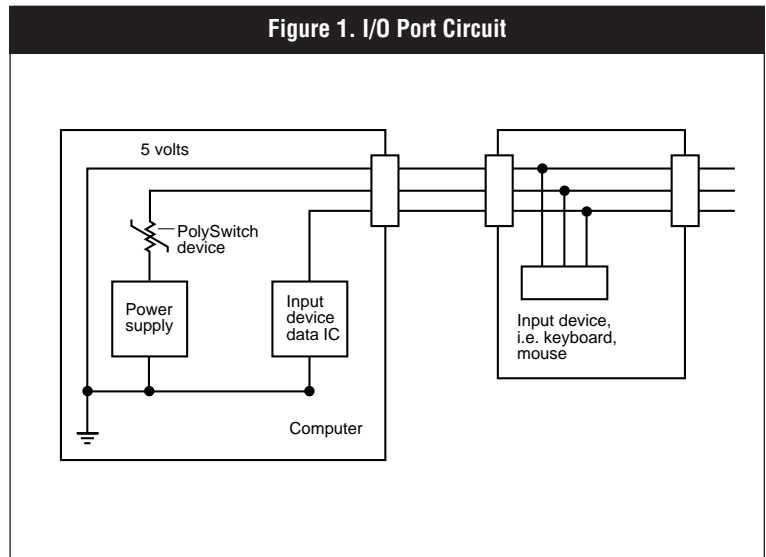 Figure 1. I/O Port Circuit
5 volts
PolySwitch
device
Power
supply
Input
device
data IC
Computer
Input device,
i.e. keyboard,
mouse